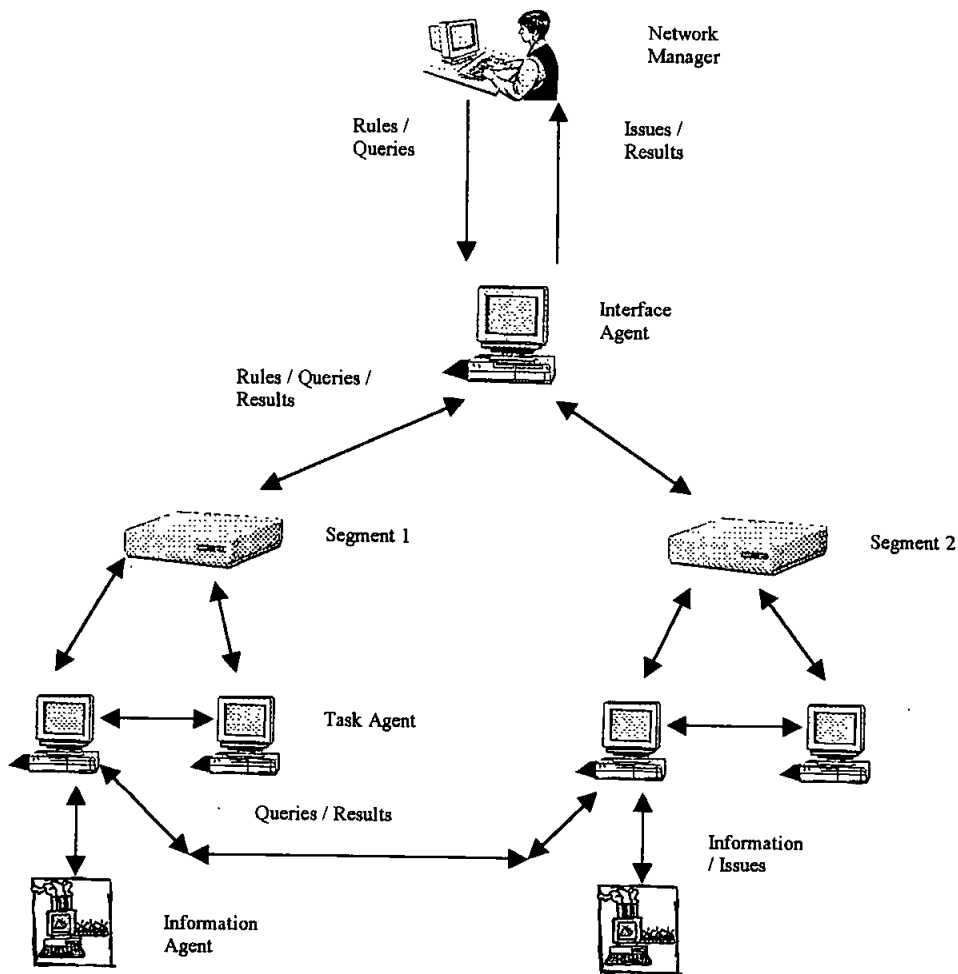 Network
Manager
Rules /
Queries
Issues /
Results
Interface
Agent
Rules / Queries /
Results
Segment 1
Segment 2
Task Agent
Queries / Results
Information
/ Issues
Information
Agent